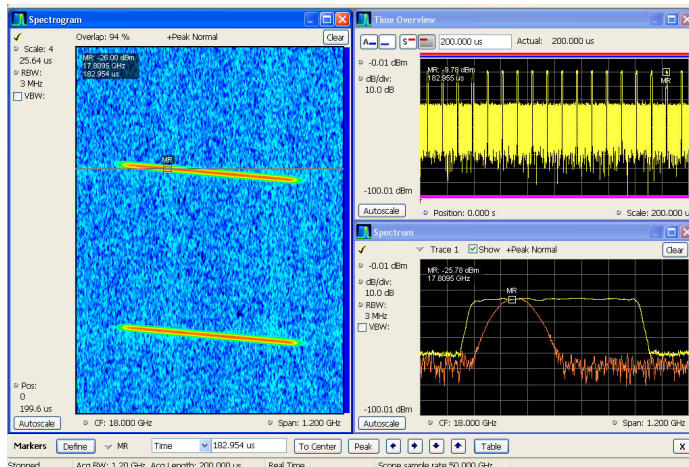 Spectrogram
Overlap: 94 %
+Peak Normal
Clear
Scale: 4
25.64 us
RBW:
3 MHz
VBW:
MR: -26.00 dBm
17.8095 GHz
182.954 us
MR
Pos:
0
199.6 us
Autoscale
CF: 18.000 GHz
Span: 1.200 GHz
Time Overview
A
S
200.000 us
Actual: 200.000 us
-0.01 dBm
dB/div:
10.0 dB
MR: -9.78 dBm
182.955 us
MR
-100.01 dBm
Autoscale
Position: 0.000 s
Scale: 200.000 u
Spectrum
Trace 1
Show
+Peak Normal
Clear
-0.01 dBm
dB/div:
10.0 dB
RBW:
3 MHz
VBW:
MR: -25.78 dBm
17.8095 GHz
MR
-100.01 dBm
Autoscale
CF: 18.000 GHz
Span: 1.200 GHz
Markers
Define
MR
Time
182.954 us
To Center
Peak
Table
X
Stopped
Acq BW: 1.20 GHz, Acq Length: 200.000 us
Real Time
Scope sample rate 50.000 GHz